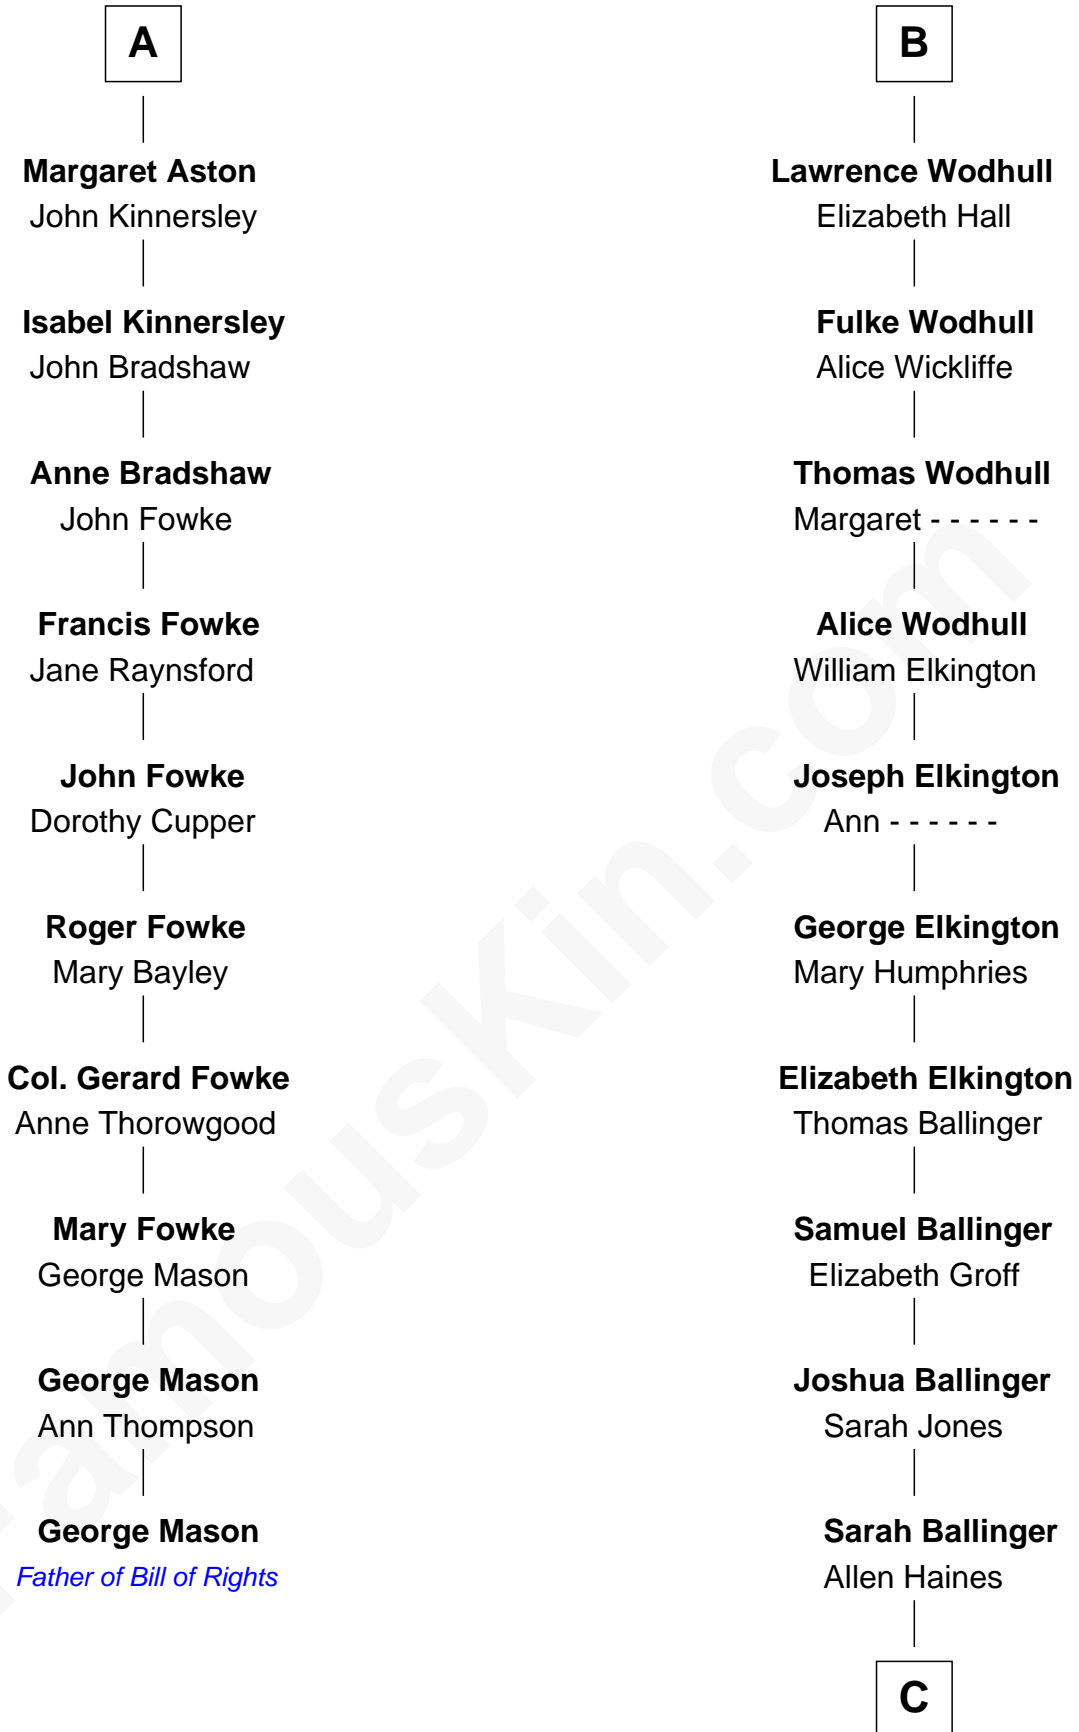 A
Margaret Aston
John Kinnersley
Isabel Kinnersley
John Bradshaw
Anne Bradshaw
John Fowke
Francis Fowke
Jane Raynsford
John Fowke
Dorothy Cupper
Roger Fowke
Mary Bayley
Col. Gerard Fowke
Anne Thorowgood
Mary Fowke
George Mason
George Mason
Ann Thompson
George Mason
Father of Bill of Rights
B
Lawrence Wodhull
Elizabeth Hall
Fulke Wodhull
Alice Wickliffe
Thomas Wodhull
Margaret - - - - - -
Alice Wodhull
William Elkington
Joseph Elkington
Ann - - - - - -
George Elkington
Mary Humphries
Elizabeth Elkington
Thomas Ballinger
Samuel Ballinger
Elizabeth Groff
Joshua Ballinger
Sarah Jones
Sarah Ballinger
Allen Haines
C
FamousKin.com